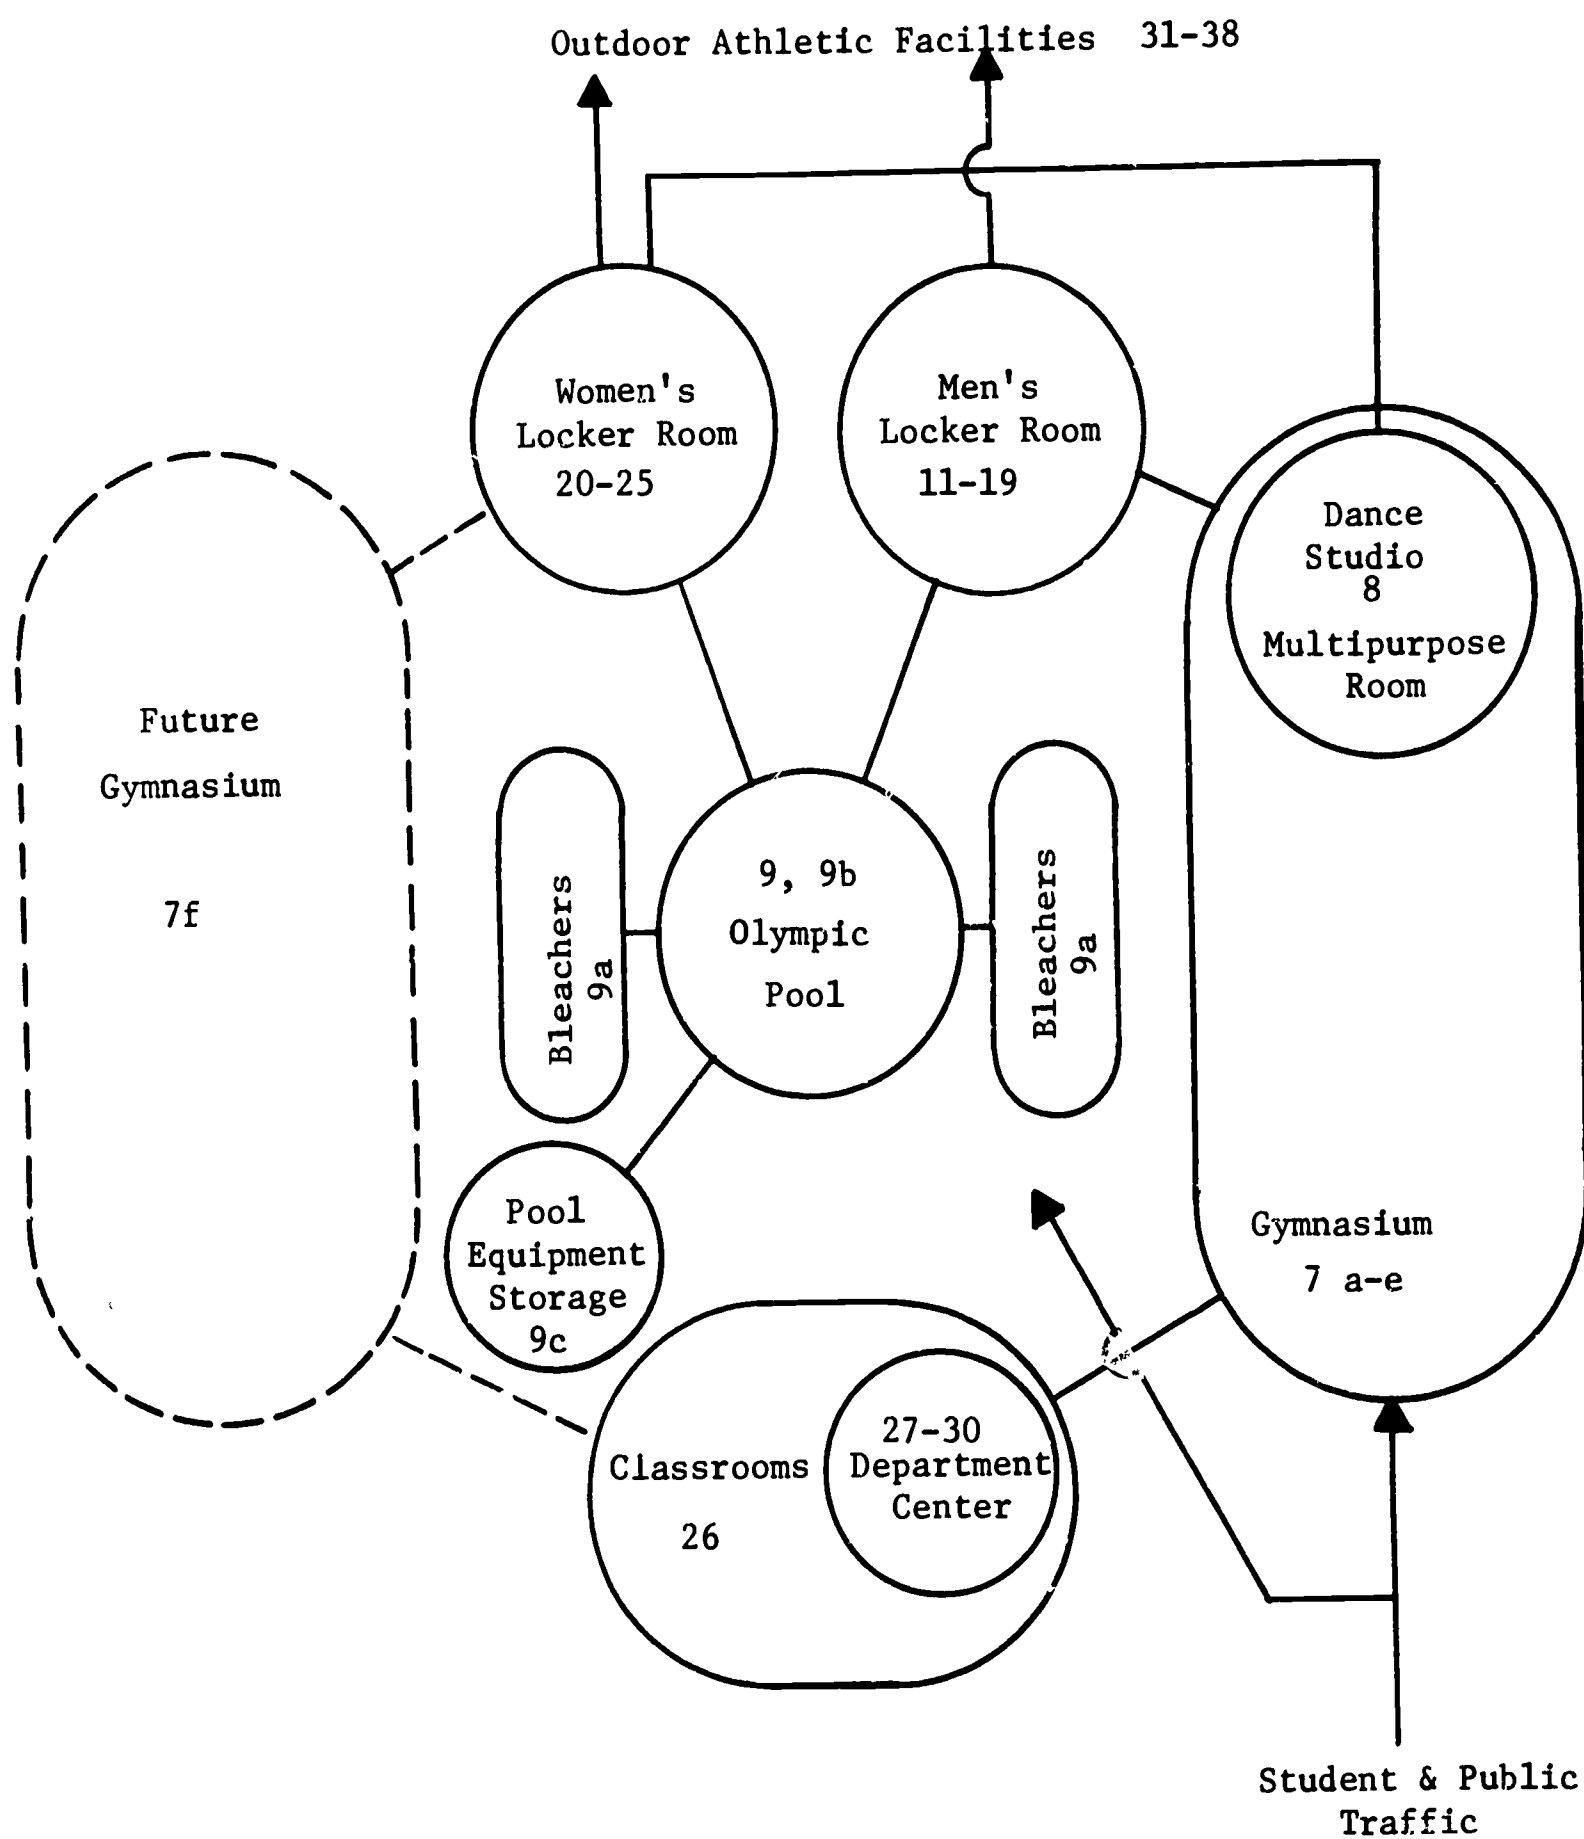 Outdoor Athletic Facilities 31-38
Women's
Locker Room
20-25
Men's
Locker Room
11-19
Dance
Studio
8
Multipurpose
Room
Future
Gymnasium
7f
Bleachers
9a
9, 9b
Olympic
Pool
Bleachers
9a
Pool
Equipment
Storage
9c
Gymnasium
7 a-e
Classrooms
26
27-30
Department
Center
Student & Public
Traffic